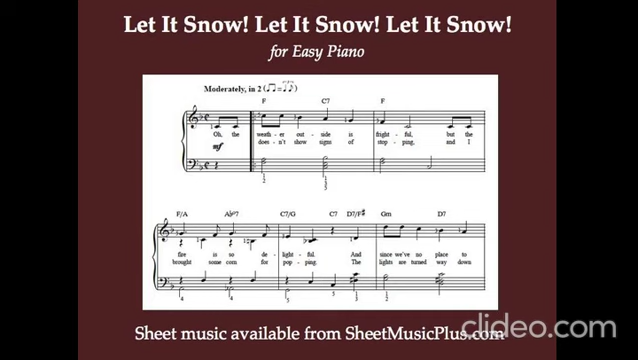 Let It Snow! Let It Snow! Let It Snow!
for Easy Piano
Moderately, in 2
F C7 F
Oh, the weath-er out-side is fright-ful, but the
does-n't show signs of stop-ping, and I
mf
F/A A♭º7 C7/G C7 D7/F# Gm D7
fire is so de-light-ful. And since we've no place to
brought some corn for pop-ping. The lights are turned way down
Sheet music available from SheetMusicPlus.com
clideo.com